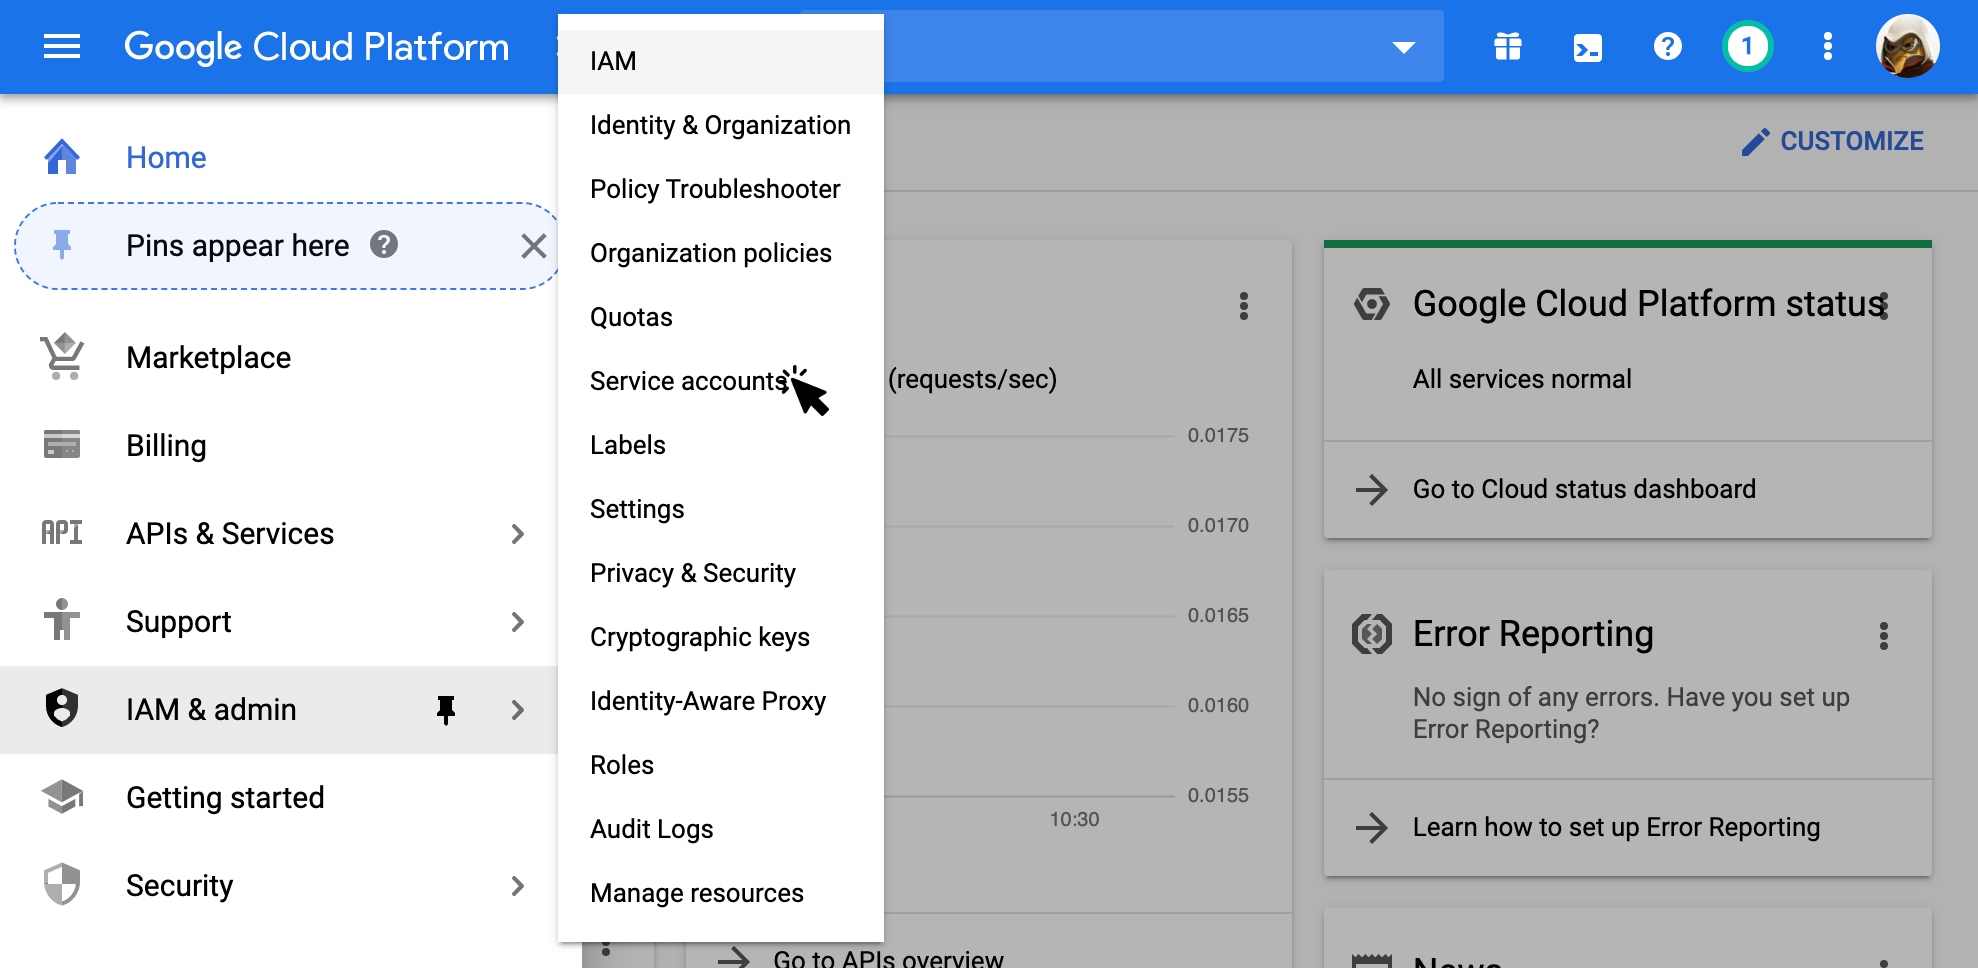 Google Cloud Platform
1
CUSTOMIZE
Home
Pins appear here
Marketplace
Billing
API APIs & Services
Support
IAM & admin
Getting started
Security
IAM
Identity & Organization
Policy Troubleshooter
Organization policies
Quotas
Service accounts
Labels
Settings
Privacy & Security
Cryptographic keys
Identity-Aware Proxy
Roles
Audit Logs
Manage resources
(requests/sec)
0.0175
0.0170
0.0165
0.0160
0.0155
10:30
Go to APIs overview
Google Cloud Platform status
All services normal
Go to Cloud status dashboard
Error Reporting
No sign of any errors. Have you set up
Error Reporting?
Learn how to set up Error Reporting
News